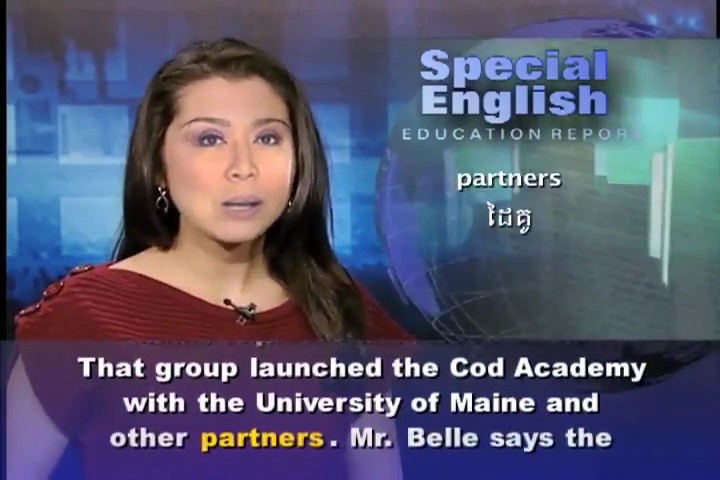 Special
English
EDUCATION REPORT
partners
ដៃគូ
That group launched the Cod Academy
with the University of Maine and
other partners. Mr. Belle says the